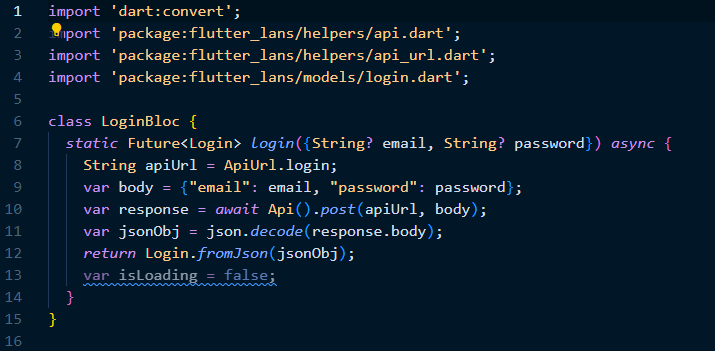 1 import 'dart:convert';
2 import 'package:flutter_lans/helpers/api.dart';
3 import 'package:flutter_lans/helpers/api_url.dart';
4 import 'package:flutter_lans/models/login.dart';
5
6 class LoginBloc {
7 static Future<Login> login({String? email, String? password}) async {
8 String apiUrl = ApiUrl.login;
9 var body = {"email": email, "password": password};
10 var response = await Api().post(apiUrl, body);
11 var jsonObj = json.decode(response.body);
12 return Login.fromJson(jsonObj);
13 var isLoading = false;
14 }
15 }
16